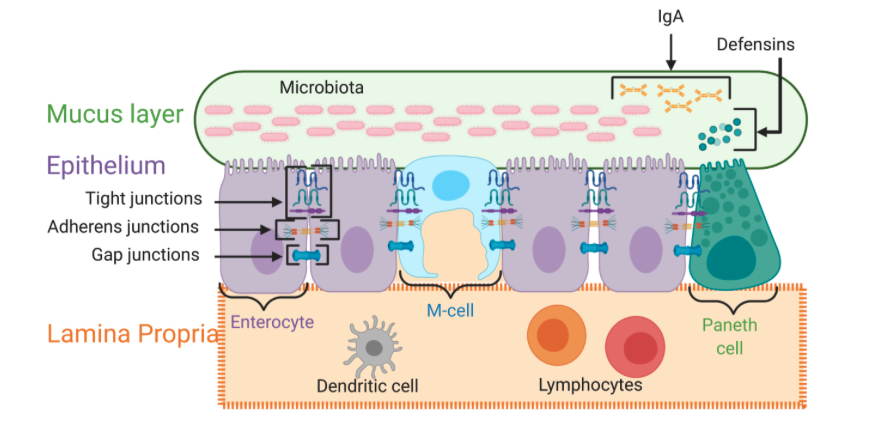 IgA
Defensins
Microbiota
Mucus layer
Epithelium
Tight junctions
Adherens junctions
Gap junctions
Enterocyte
M-cell
Paneth
cell
Lamina Propria
Dendritic cell
Lymphocytes